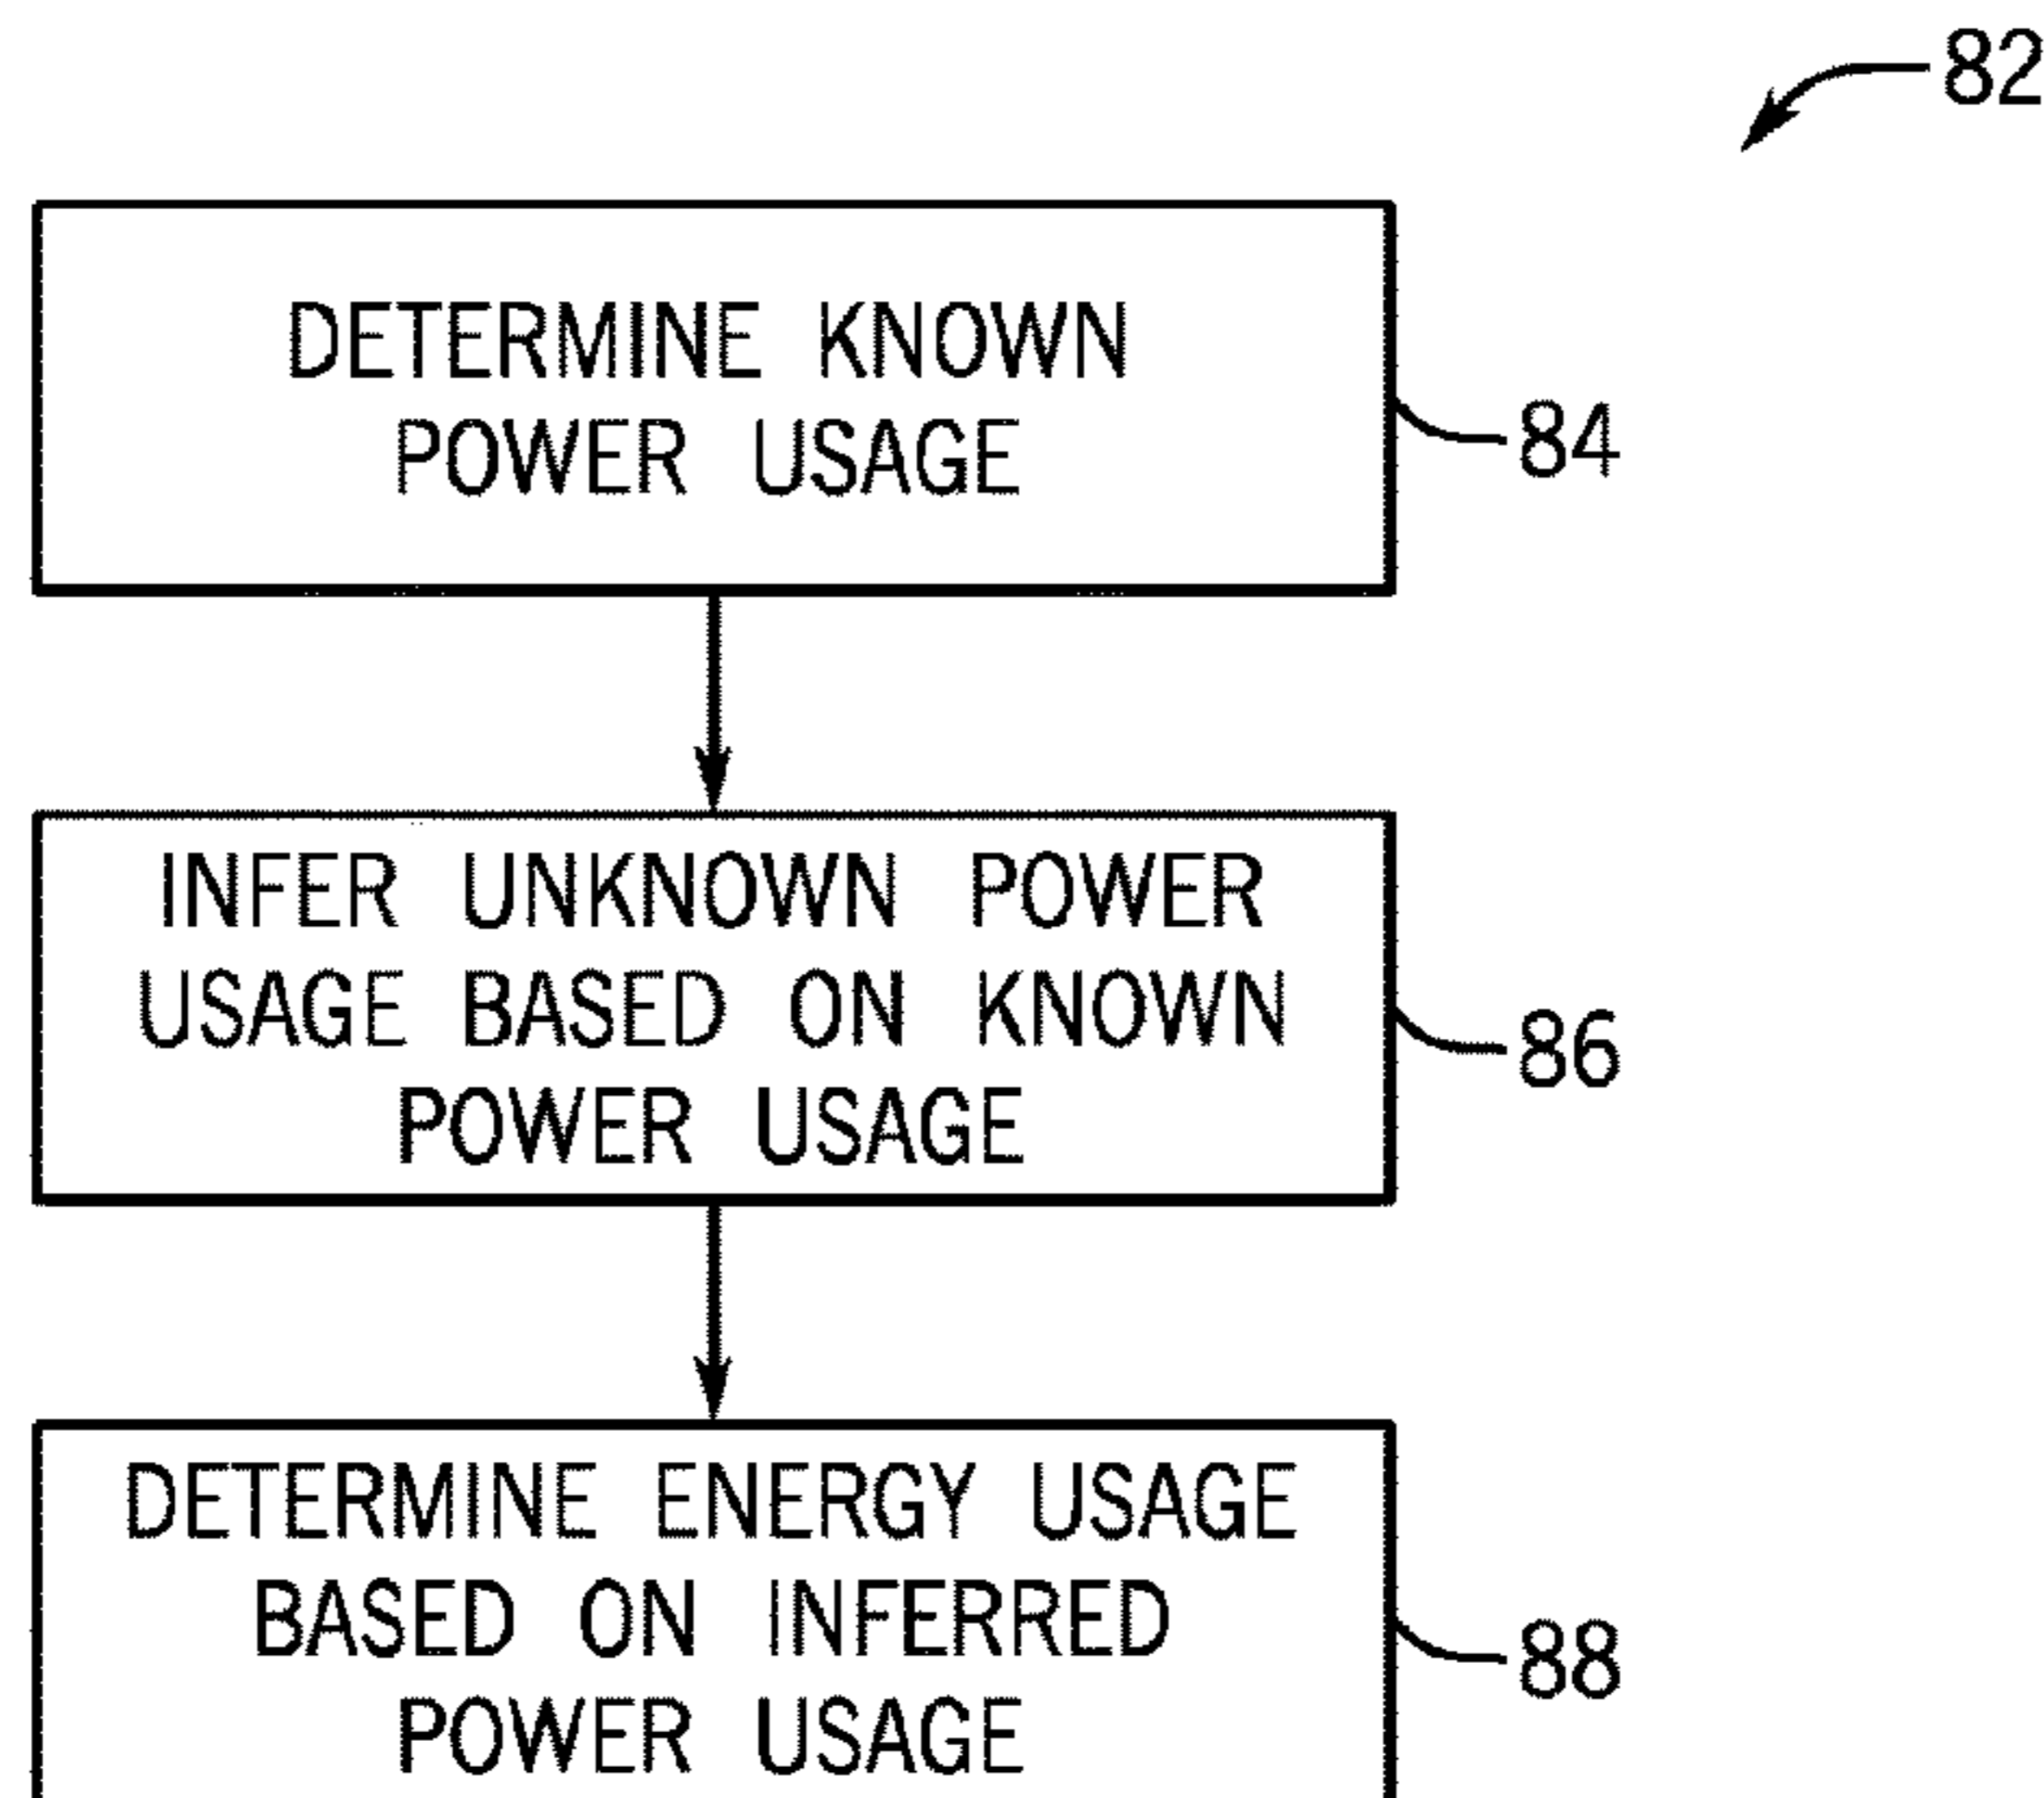 82
DETERMINE KNOWN
POWER USAGE
84
INFER UNKNOWN POWER
USAGE BASED ON KNOWN
POWER USAGE
86
DETERMINE ENERGY USAGE
BASED ON INFERRED
POWER USAGE
88